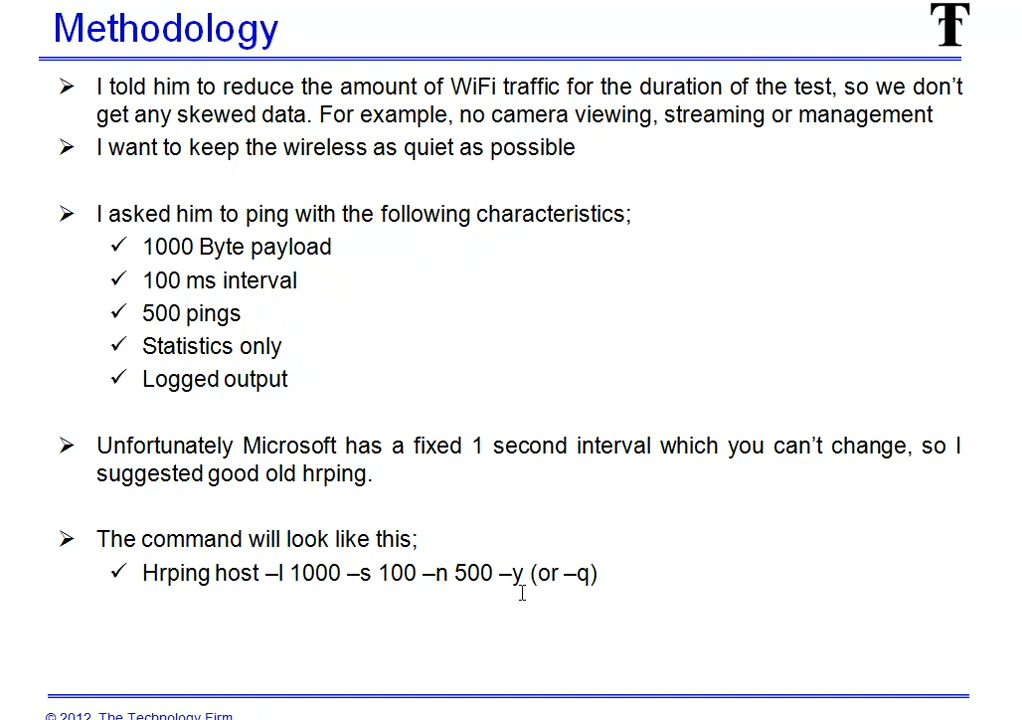 Methodology
I told him to reduce the amount of WiFi traffic for the duration of the test, so we don't
get any skewed data. For example, no camera viewing, streaming or management
I want to keep the wireless as quiet as possible
I asked him to ping with the following characteristics;
1000 Byte payload
100 ms interval
500 pings
Statistics only
Logged output
Unfortunately Microsoft has a fixed 1 second interval which you can't change, so I
suggested good old hrping.
The command will look like this;
Hrping host –l 1000 –s 100 –n 500 –y (or –q)
© 2012 The Technology Firm